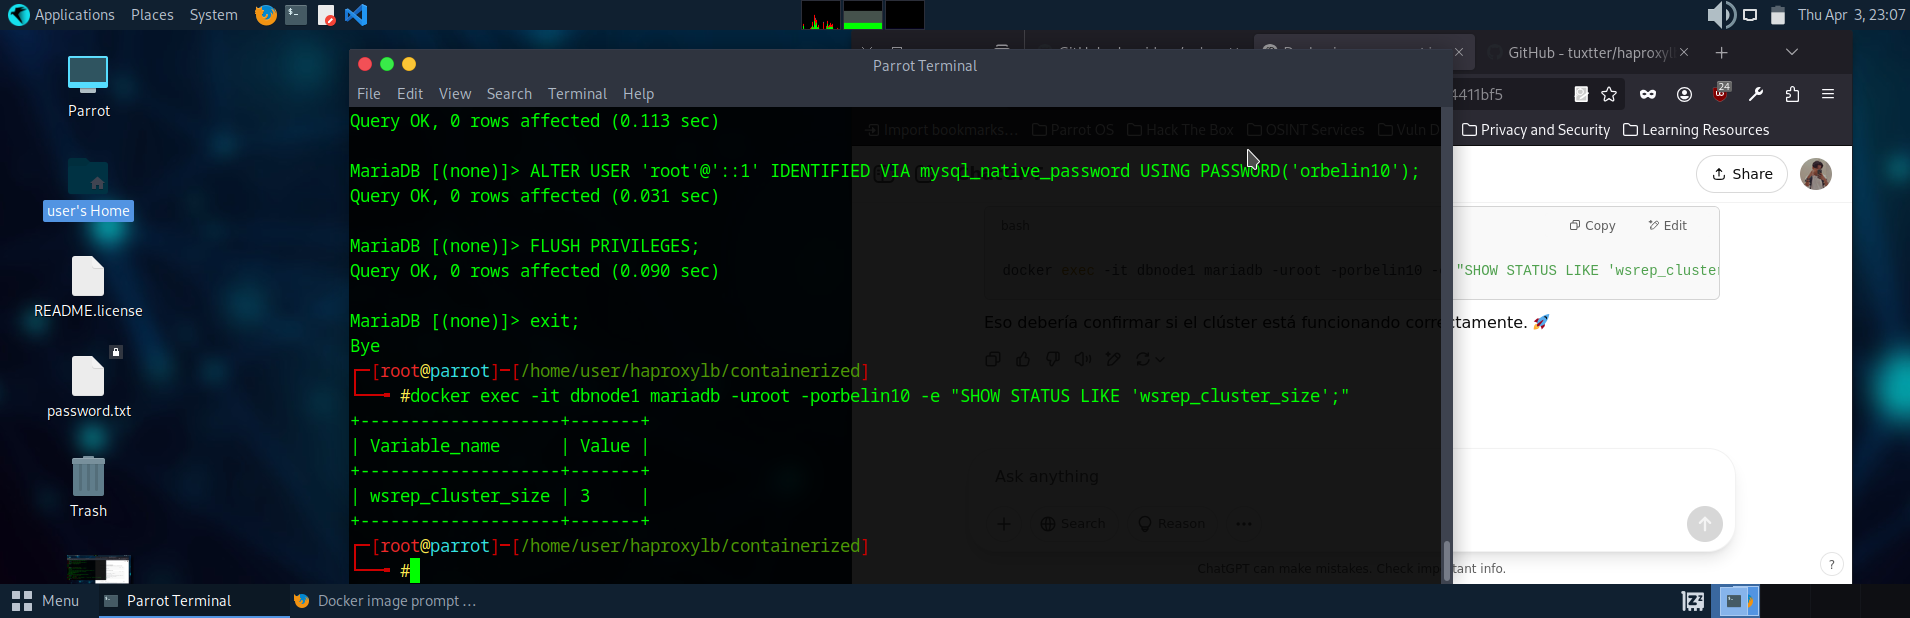 Applications Places System
Thu Apr 3, 23:07
Parrot
user's Home
README.license
password.txt
Trash
Parrot Terminal
File Edit View Search Terminal Help
Query OK, 0 rows affected (0.113 sec)
MariaDB [(none)]> ALTER USER 'root'@'::1' IDENTIFIED VIA mysql_native_password USING PASSWORD('orbelin10');
Query OK, 0 rows affected (0.031 sec)
MariaDB [(none)]> FLUSH PRIVILEGES;
Query OK, 0 rows affected (0.090 sec)
MariaDB [(none)]> exit;
Bye
[root@parrot]─[/home/user/haproxylb/containerized]
#docker exec -it dbnode1 mariadb -uroot -porbelin10 -e "SHOW STATUS LIKE 'wsrep_cluster_size';"
+--------------------+-------+
| Variable_name      | Value |
+--------------------+-------+
| wsrep_cluster_size | 3     |
+--------------------+-------+
[root@parrot]─[/home/user/haproxylb/containerized]
#
GitHub - tuxtter/haproxyl
4411bf5
24
Import bookmarks... Parrot OS Hack The Box OSINT Services Vuln D
Privacy and Security Learning Resources
Share
bash
Copy Edit
docker exec -it dbnode1 mariadb -uroot -porbelin10 -
"SHOW STATUS LIKE 'wsrep_cluster
Eso debería confirmar si el clúster está funcionando correctamente. 🚀
Ask anything
Search Reason
ChatGPT can make mistakes. Check important info.
?
Menu Parrot Terminal Docker image prompt ...